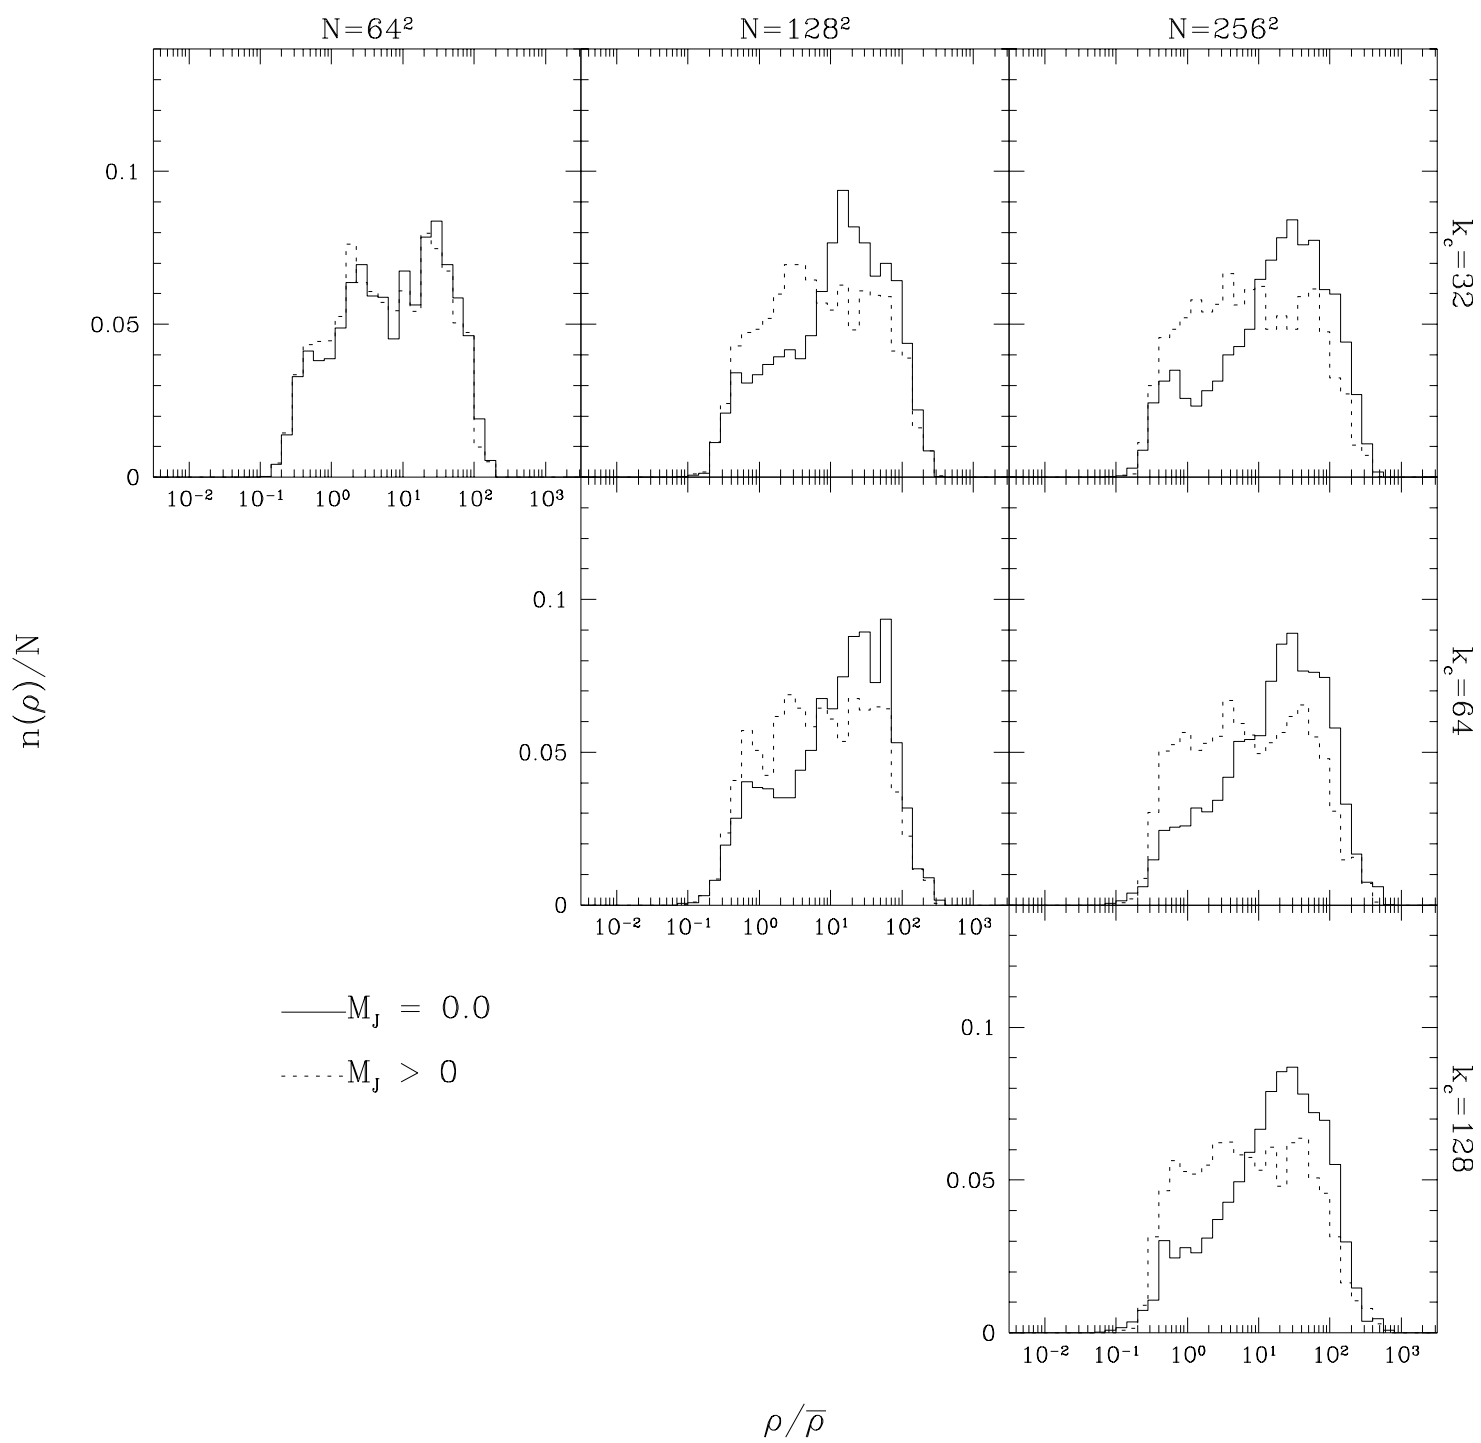 N=64²
N=128²
N=256²
0.1
0.05
0
10⁻² 10⁻¹ 10⁰ 10¹ 10² 10³
k_c=32
0.1
0.05
0
10⁻² 10⁻¹ 10⁰ 10¹ 10² 10³
k_c=64
n(ρ)/N
M_J = 0.0
M_J > 0
0.1
0.05
0
10⁻² 10⁻¹ 10⁰ 10¹ 10² 10³
k_c=128
ρ/ρ̅